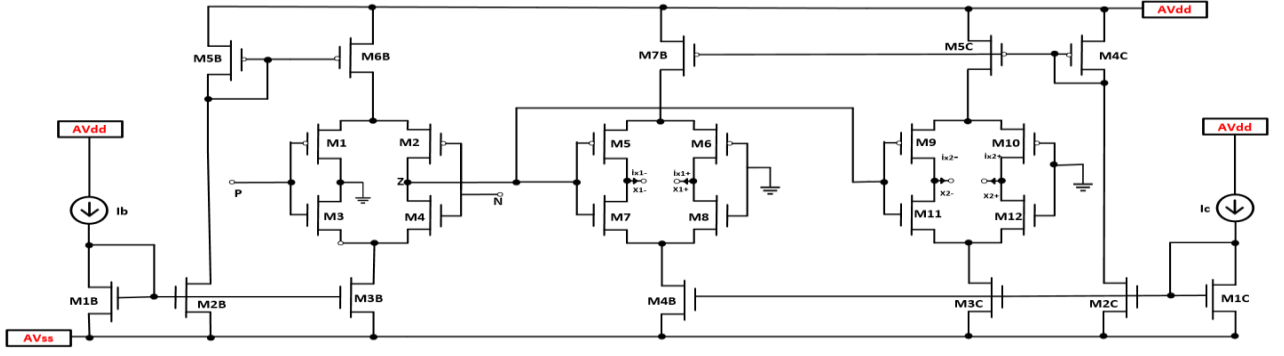 AVdd
M5B
M6B
M7B
M5C
M4C
AVdd
AVdd
M1
M2
M5
M6
M9
M10
ix1-
ix1+
ix2-
ix2+
P
Z
N
X1-
X1+
X2-
X2+
M3
M4
M7
M8
M11
M12
Ib
Ic
M1B
M2B
M3B
M4B
M3C
M2C
M1C
AVss